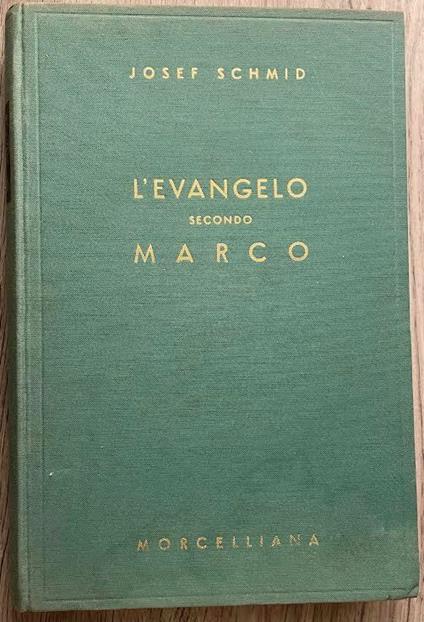 JOSEF SCHMID
L'EVANGELO
SECONDO
MARCO
MORCELLIANA